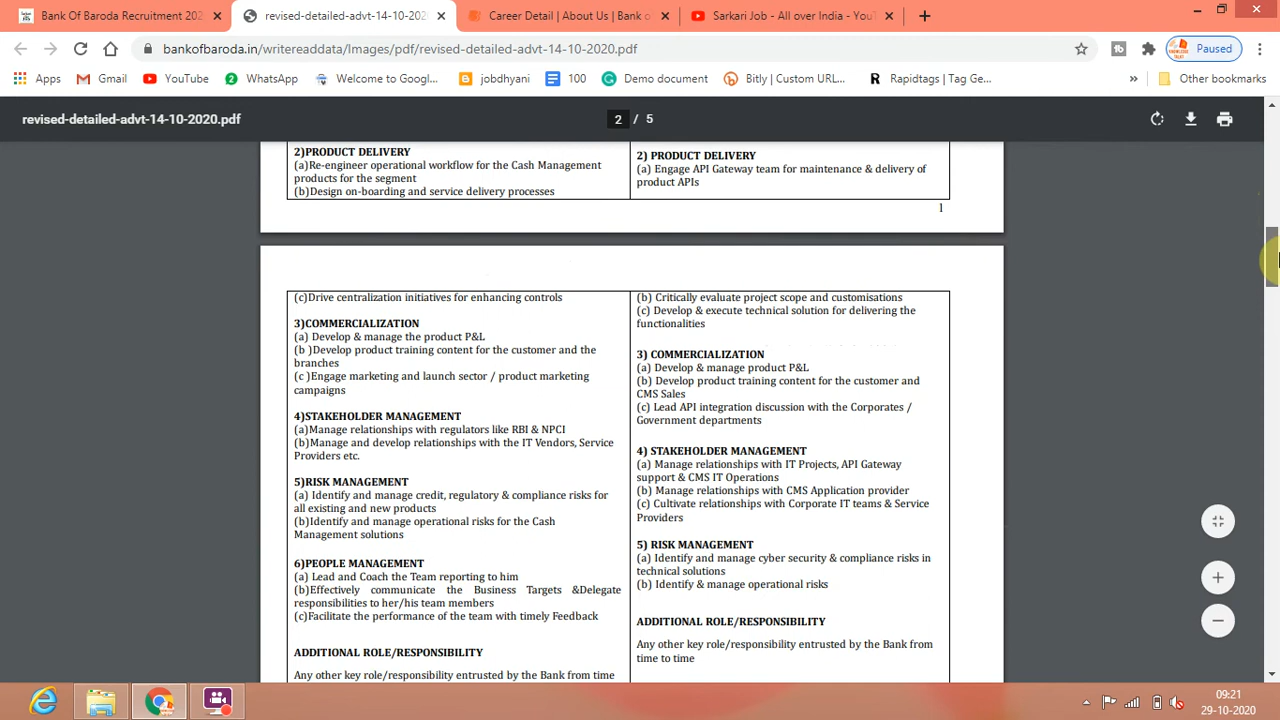 Bank Of Baroda Recruitment 202
revised-detailed-advt-14-10-2020.p
Career Detail | About Us | Bank o
Sarkari Job - All over India - YouT
Paused
bankofbaroda.in/writereaddata/Images/pdf/revised-detailed-advt-14-10-2020.pdf
Apps
Gmail
YouTube
2 WhatsApp
Welcome to Googl...
jobdhyani
100
Demo document
Bitly | Custom URL...
Rapidtags | Tag Ge...
»
Other bookmarks
revised-detailed-advt-14-10-2020.pdf
2 / 5
2)PRODUCT DELIVERY
(a)Re-engineer operational workflow for the Cash Management
products for the segment
(b)Design on-boarding and service delivery processes
2) PRODUCT DELIVERY
(a) Engage API Gateway team for maintenance & delivery of
product APIs
1
(c)Drive centralization initiatives for enhancing controls
3)COMMERCIALIZATION
(a) Develop & manage the product P&L
(b )Develop product training content for the customer and the
branches
(c )Engage marketing and launch sector / product marketing
campaigns
4)STAKEHOLDER MANAGEMENT
(a)Manage relationships with regulators like RBI & NPCI
(b)Manage and develop relationships with the IT Vendors, Service
Providers etc.
5)RISK MANAGEMENT
(a) Identify and manage credit, regulatory & compliance risks for
all existing and new products
(b)Identify and manage operational risks for the Cash
Management solutions
6)PEOPLE MANAGEMENT
(a) Lead and Coach the Team reporting to him
(b)Effectively communicate the Business Targets &Delegate
responsibilities to her/his team members
(c)Facilitate the performance of the team with timely Feedback
ADDITIONAL ROLE/RESPONSIBILITY
Any other key role/responsibility entrusted by the Bank from time
(b) Critically evaluate project scope and customisations
(c) Develop & execute technical solution for delivering the
functionalities
3) COMMERCIALIZATION
(a) Develop & manage product P&L
(b) Develop product training content for the customer and
CMS Sales
(c) Lead API integration discussion with the Corporates /
Government departments
4) STAKEHOLDER MANAGEMENT
(a) Manage relationships with IT Projects, API Gateway
support & CMS IT Operations
(b) Manage relationships with CMS Application provider
(c) Cultivate relationships with Corporate IT teams & Service
Providers
5) RISK MANAGEMENT
(a) Identify and manage cyber security & compliance risks in
technical solutions
(b) Identify & manage operational risks
ADDITIONAL ROLE/RESPONSIBILITY
Any other key role/responsibility entrusted by the Bank from
time to time
09:21
29-10-2020